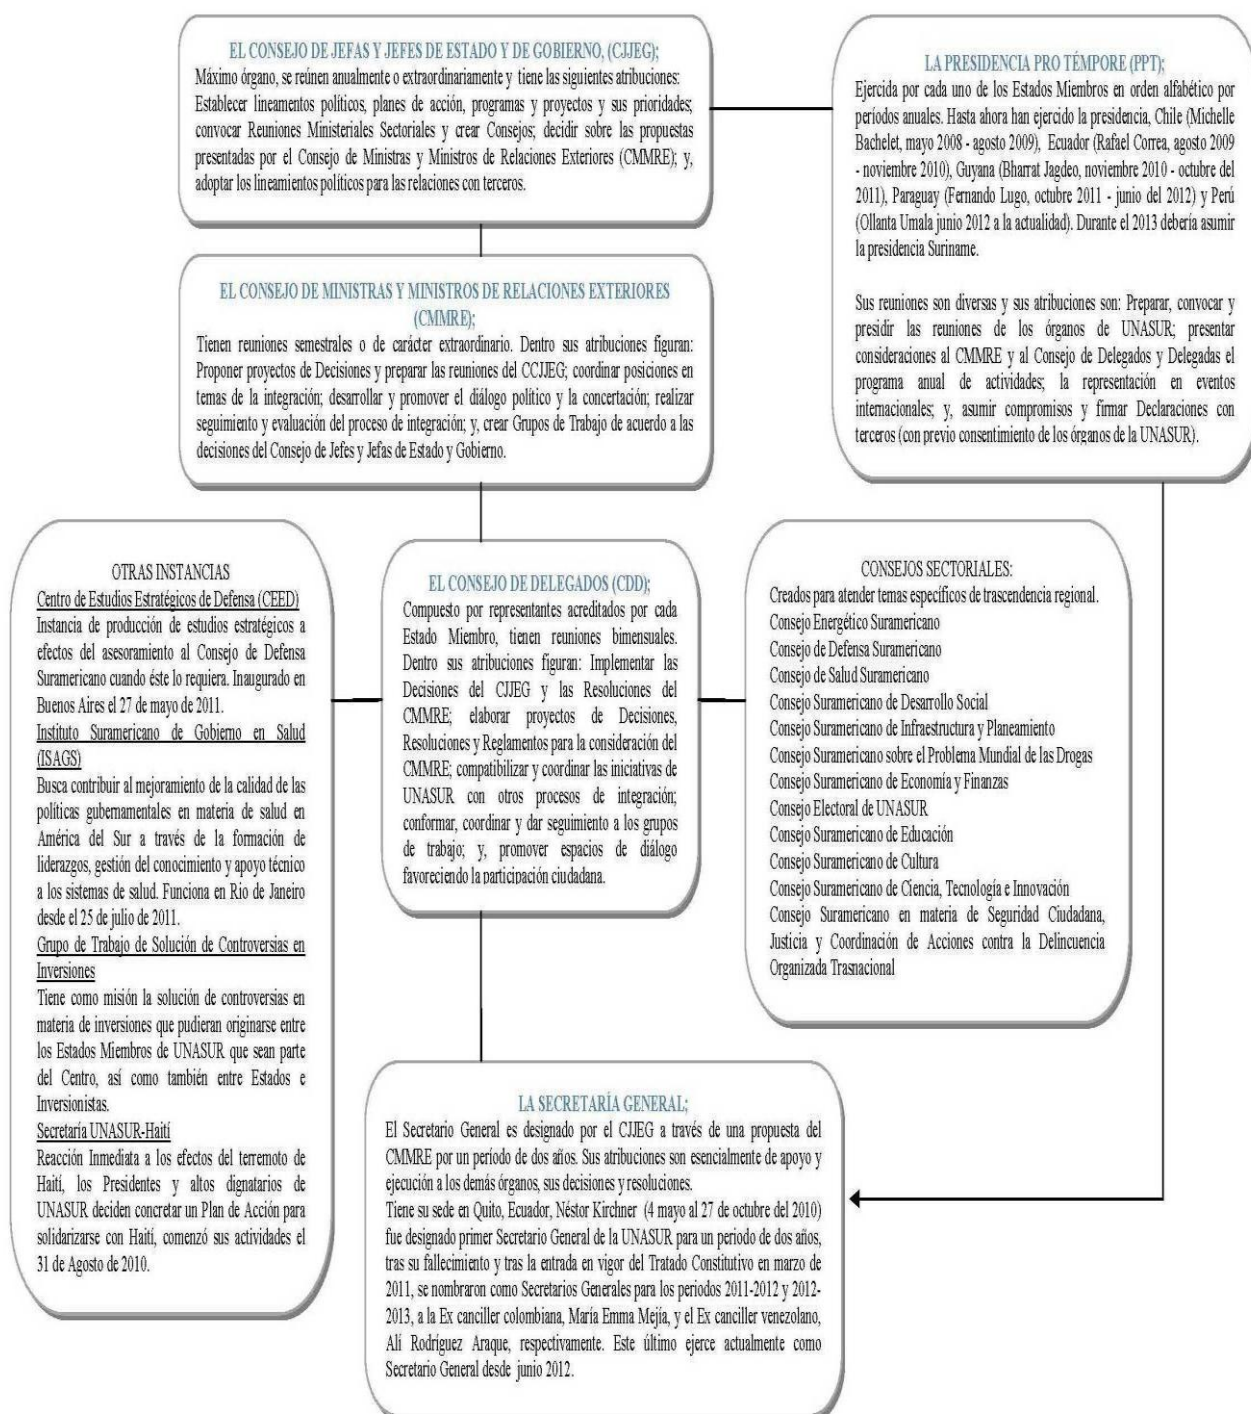 EL CONSEJO DE JEFAS Y JEFES DE ESTADO Y DE GOBIERNO, (CJJEG);
Máximo órgano, se reúnen anualmente o extraordinariamente y tiene las siguientes atribuciones:
Establecer lineamentos políticos, planes de acción, programas y proyectos y sus prioridades;
convocar Reuniones Ministeriales Sectoriales y crear Consejos; decidir sobre las propuestas
presentadas por el Consejo de Ministras y Ministros de Relaciones Exteriores (CMMRE); y,
adoptar los lineamientos políticos para las relaciones con terceros.
LA PRESIDENCIA PRO TÉMPORE (PPT);
Ejercida por cada uno de los Estados Miembros en orden alfabético por
períodos anuales. Hasta ahora han ejercido la presidencia, Chile (Michelle
Bachelet, mayo 2008 - agosto 2009), Ecuador (Rafael Correa, agosto 2009
- noviembre 2010), Guyana (Bharrat Jagdeo, noviembre 2010 - octubre del
2011), Paraguay (Fernando Lugo, octubre 2011 - junio del 2012) y Perú
(Ollanta Umala junio 2012 a la actualidad). Durante el 2013 debería asumir
la presidencia Suriname.
Sus reuniones son diversas y sus atribuciones son: Preparar, convocar y
presidir las reuniones de los órganos de UNASUR; presentar
consideraciones al CMMRE y al Consejo de Delegados y Delegadas el
programa anual de actividades; la representación en eventos
internacionales; y, asumir compromisos y firmar Declaraciones con
terceros (con previo consentimiento de los órganos de la UNASUR).
EL CONSEJO DE MINISTRAS Y MINISTROS DE RELACIONES EXTERIORES
(CMMRE);
Tienen reuniones semestrales o de carácter extraordinario. Dentro sus atribuciones figuran:
Proponer proyectos de Decisiones y preparar las reuniones del CCJJEG; coordinar posiciones en
temas de la integración; desarrollar y promover el diálogo político y la concertación; realizar
seguimiento y evaluación del proceso de integración; y, crear Grupos de Trabajo de acuerdo a las
decisiones del Consejo de Jefes y Jefas de Estado y Gobierno.
OTRAS INSTANCIAS
Centro de Estudios Estratégicos de Defensa (CEED)
Instancia de producción de estudios estratégicos a
efectos del asesoramiento al Consejo de Defensa
Suramericano cuando éste lo requiera. Inaugurado en
Buenos Aires el 27 de mayo de 2011.
Instituto Suramericano de Gobierno en Salud
(ISAGS)
Busca contribuir al mejoramiento de la calidad de las
políticas gubernamentales en materia de salud en
América del Sur a través de la formación de
liderazgos, gestión del conocimiento y apoyo técnico
a los sistemas de salud. Funciona en Rio de Janeiro
desde el 25 de julio de 2011.
Grupo de Trabajo de Solución de Controversias en
Inversiones
Tiene como misión la solución de controversias en
materia de inversiones que pudieran originarse entre
los Estados Miembros de UNASUR que sean parte
del Centro, así como también entre Estados e
Inversionistas.
Secretaría UNASUR-Haití
Reacción Inmediata a los efectos del terremoto de
Haití, los Presidentes y altos dignatarios de
UNASUR deciden concretar un Plan de Acción para
solidarizarse con Haití, comenzó sus actividades el
31 de Agosto de 2010.
EL CONSEJO DE DELEGADOS (CDD);
Compuesto por representantes acreditados por cada
Estado Miembro, tienen reuniones bimensuales.
Dentro sus atribuciones figuran: Implementar las
Decisiones del CJJEG y las Resoluciones del
CMMRE; elaborar proyectos de Decisiones,
Resoluciones y Reglamentos para la consideración del
CMMRE; compatibilizar y coordinar las iniciativas de
UNASUR con otros procesos de integración;
conformar, coordinar y dar seguimiento a los grupos
de trabajo; y, promover espacios de diálogo
favoreciendo la participación ciudadana.
CONSEJOS SECTORIALES:
Creados para atender temas específicos de trascendencia regional.
Consejo Energético Suramericano
Consejo de Defensa Suramericano
Consejo de Salud Suramericano
Consejo Suramericano de Desarrollo Social
Consejo Suramericano de Infraestructura y Planeamiento
Consejo Suramericano sobre el Problema Mundial de las Drogas
Consejo Suramericano de Economía y Finanzas
Consejo Electoral de UNASUR
Consejo Suramericano de Educación
Consejo Suramericano de Cultura
Consejo Suramericano de Ciencia, Tecnología e Innovación
Consejo Suramericano en materia de Seguridad Ciudadana,
Justicia y Coordinación de Acciones contra la Delincuencia
Organizada Trasnacional
LA SECRETARÍA GENERAL;
El Secretario General es designado por el CJJEG a través de una propuesta del
CMMRE por un período de dos años. Sus atribuciones son esencialmente de apoyo y
ejecución a los demás órganos, sus decisiones y resoluciones.
Tiene su sede en Quito, Ecuador, Néstor Kirchner (4 mayo al 27 de octubre del 2010)
fue designado primer Secretario General de la UNASUR para un periodo de dos años,
tras su fallecimiento y tras la entrada en vigor del Tratado Constitutivo en marzo de
2011, se nombraron como Secretarios Generales para los periodos 2011-2012 y 2012-
2013, a la Ex canciller colombiana, María Emma Mejía, y el Ex canciller venezolano,
Alí Rodríguez Araque, respectivamente. Este último ejerce actualmente como
Secretario General desde junio 2012.